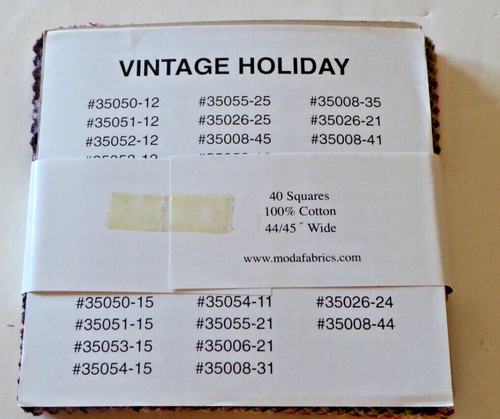 VINTAGE HOLIDAY
#35050-12 #35055-25 #35008-35
#35051-12 #35026-25 #35026-21
#35052-12 #35008-45 #35008-41
40 Squares
100% Cotton
44/45″ Wide
www.modafabrics.com
#35050-15 #35054-11 #35026-24
#35051-15 #35055-21 #35008-44
#35053-15 #35006-21
#35054-15 #35008-31